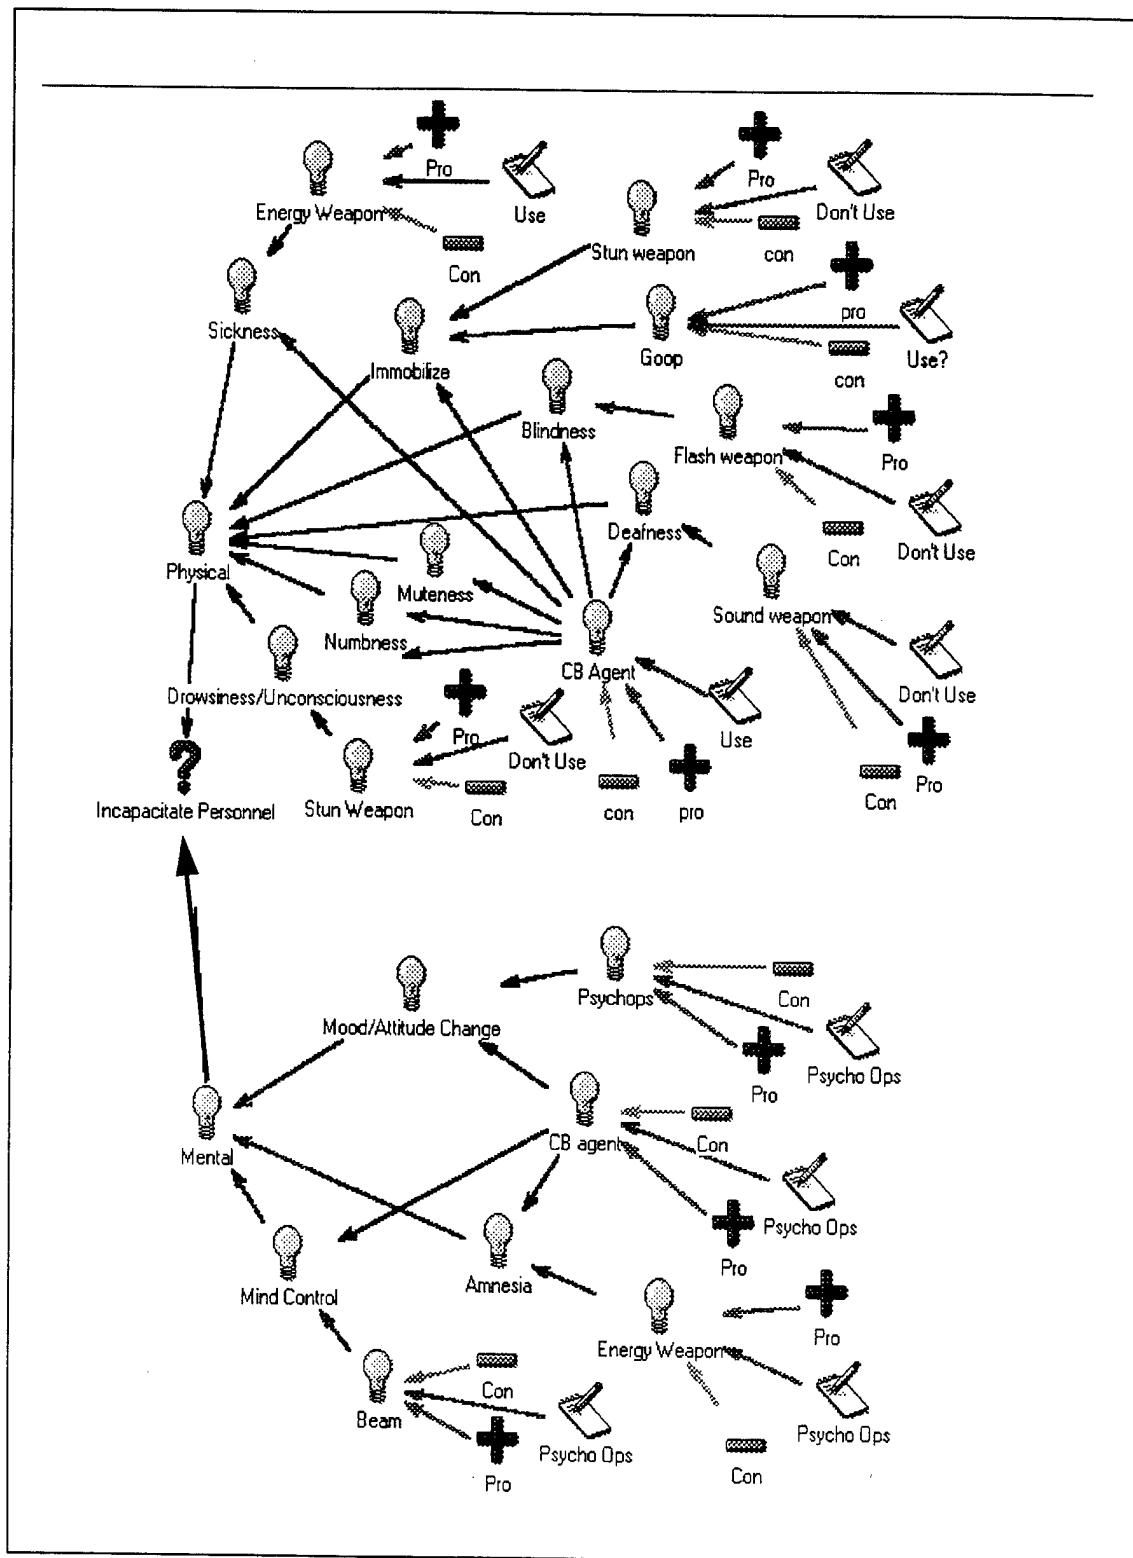 Pro
Energy Weapon
Use
Con
Pro
Don't Use
Stun weapon
con
Sickness
pro
Immobilize
Goop
con
Use?
Blindness
Flash weapon
Pro
Deafness
Con
Don't Use
Physical
Muteness
Sound weapon
Numbness
CB Agent
Don't Use
Drowsiness/Unconsciousness
Pro
Don't Use
Use
Incapacitate Personnel
Stun Weapon
Con
con
pro
Con
Pro
Psychops
Con
Mood/Attitude Change
Pro
Psycho Ops
Mental
CB agent
Con
Psycho Ops
Pro
Mind Control
Amnesia
Energy Weapon
Pro
Con
Beam
Pro
Psycho Ops
Psycho Ops
Con